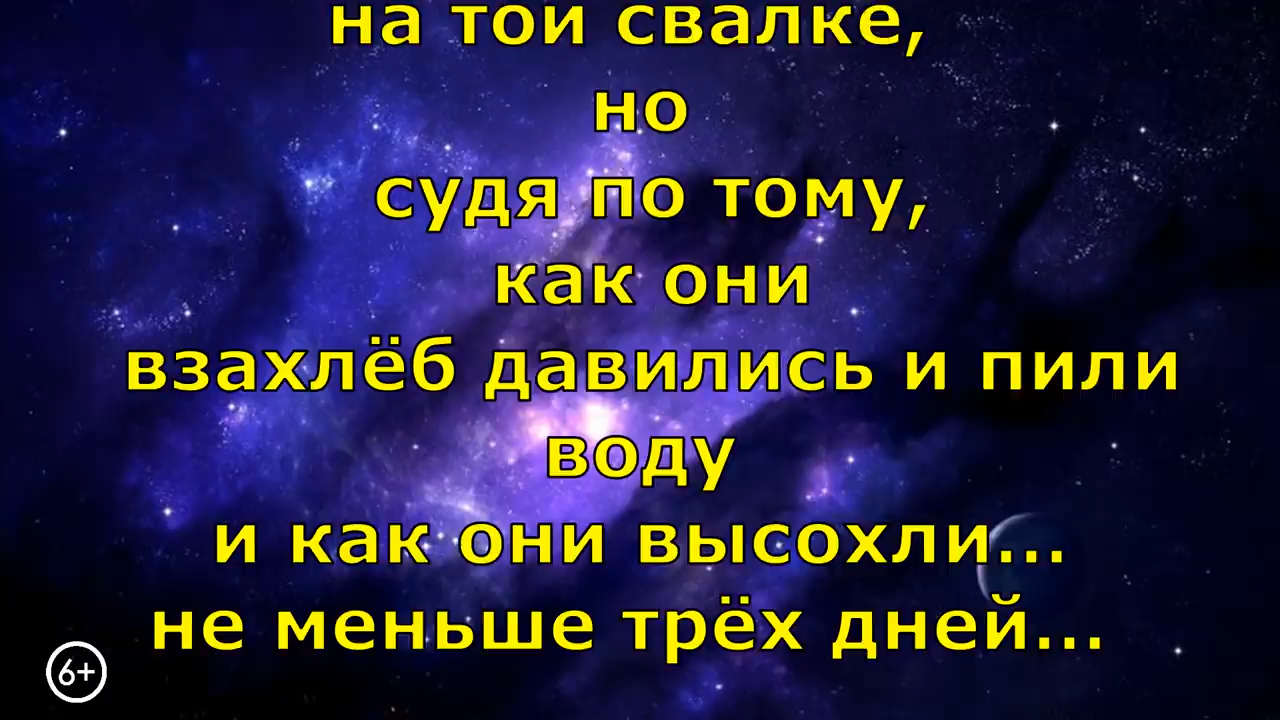 на той свалке,
но
судя по тому,
как они
взахлёб давились и пили
воду
и как они высохли...
не меньше трёх дней...
6+